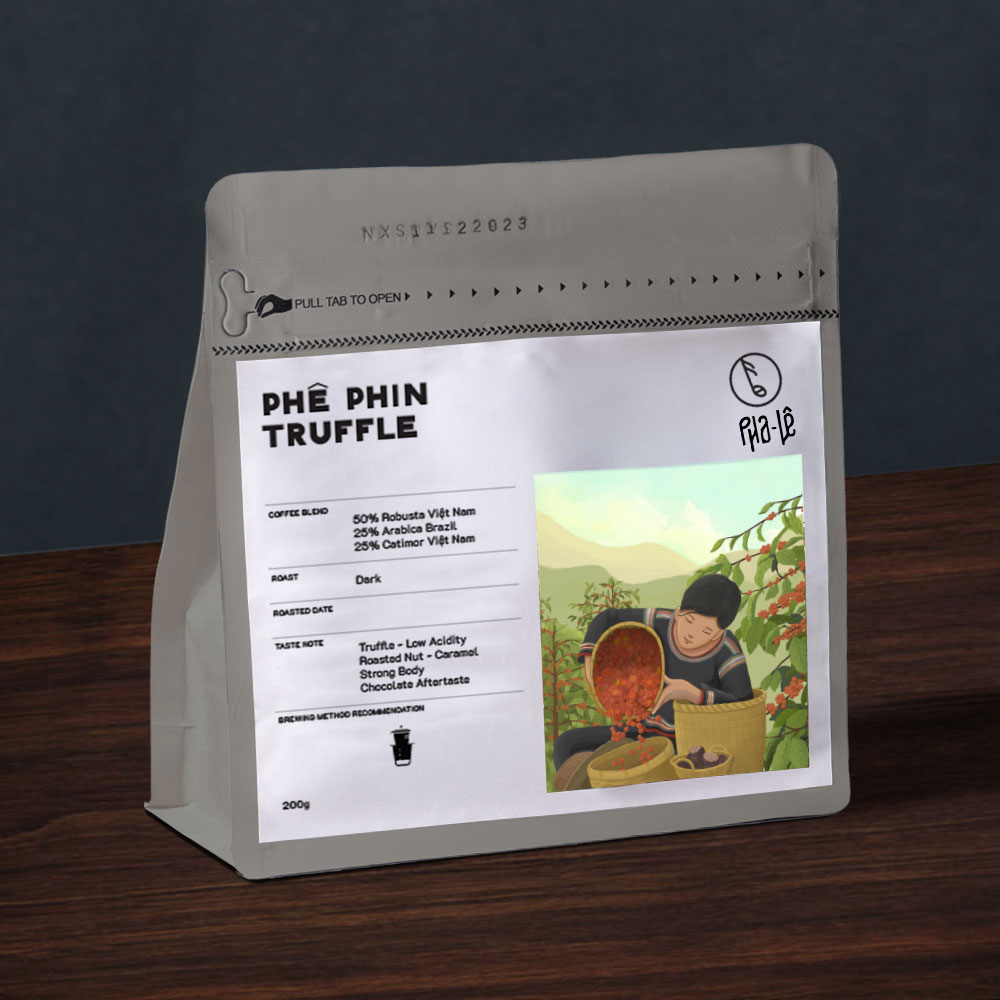 PULL TAB TO OPEN
PHÊ PHIN
TRUFFLE
PHa-Lê
COFFEE BLEND
50% Robusta Việt Nam
25% Arabica Brazil
25% Catimor Việt Nam
ROAST
Dark
ROASTED DATE
TASTE NOTE
Truffle - Low Acidity
Roasted Nut - Caramel
Strong Body
Chocolate Aftertaste
BREWING METHOD RECOMMENDATION
200g